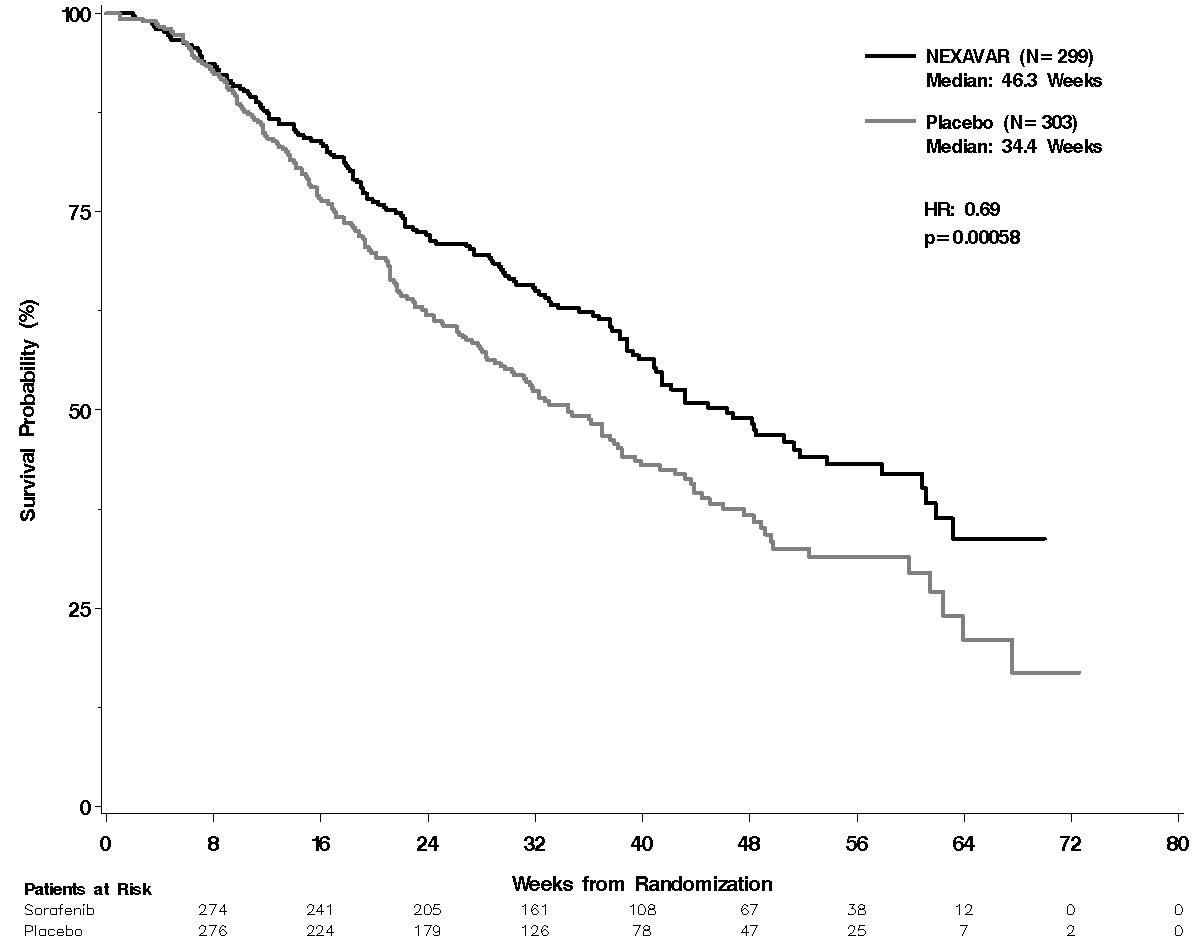 100
75
50
25
0
Survival Probability (%)
NEXAVAR (N=299)
Median: 46.3 Weeks
Placebo (N=303)
Median: 34.4 Weeks
HR: 0.69
p=0.00058
0 8 16 24 32 40 48 56 64 72 80
Weeks from Randomization
Patients at Risk
Sorafenib 274 241 205 161 108 67 38 12 0 0
Placebo 276 224 179 126 78 47 25 7 2 0